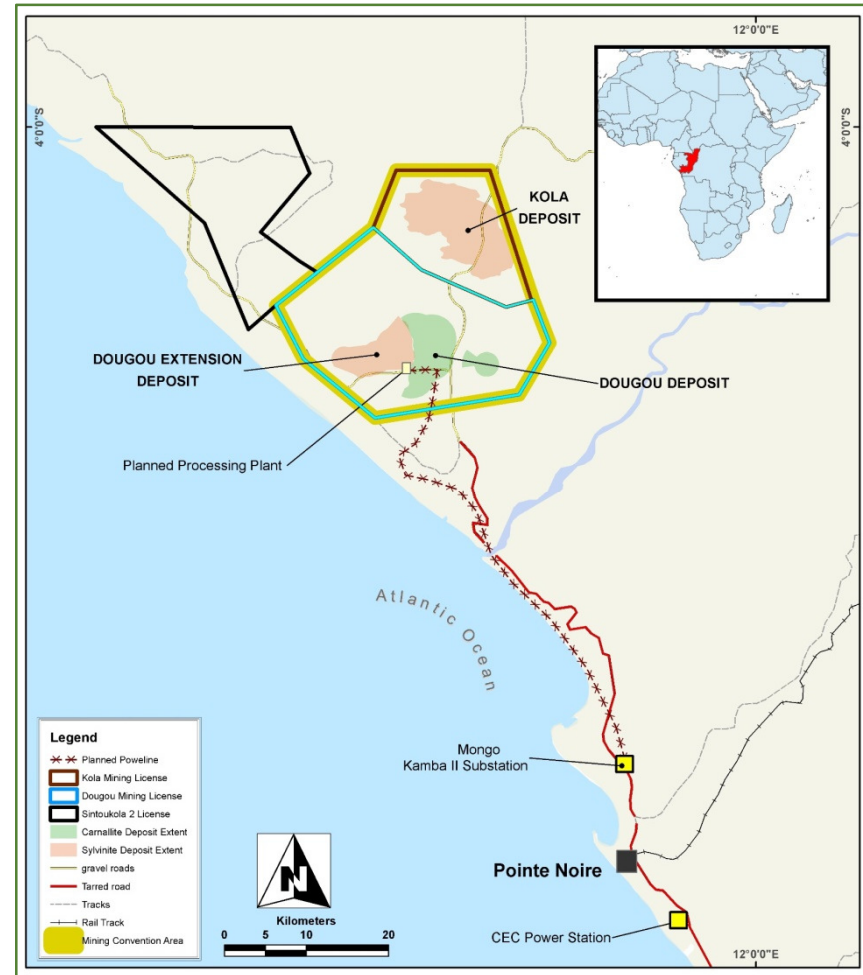 12°0'0"E
4°0'0"S
4°0'0"S
KOLA
DEPOSIT
DOUGOU EXTENSION
DEPOSIT
DOUGOU DEPOSIT
Planned Processing Plant
Atlantic Ocean
Mongo
Kamba II Substation
Pointe Noire
CEC Power Station
Legend
Planned Poweline
Kola Mining License
Dougou Mining License
Sintoukola 2 License
Carnallite Deposit Extent
Sylvinite Deposit Extent
gravel roads
Tarred road
Tracks
Rail Track
Mining Convention Area
N
Kilometers
0 5 10 20
12°0'0"E